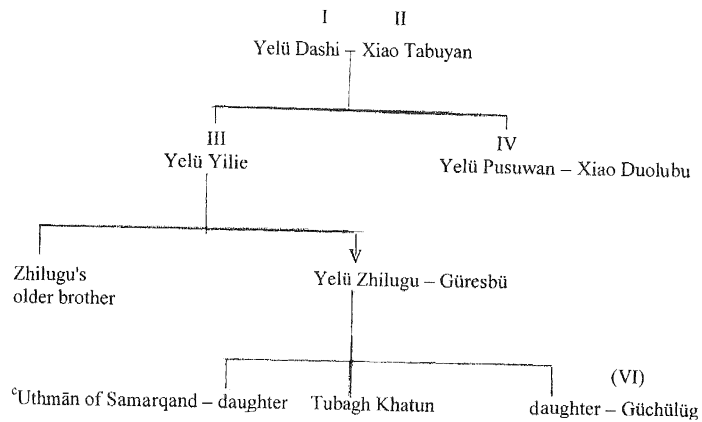 I II
Yelü Dashi – Xiao Tabuyan
III IV
Yelü Yilie Yelü Pusuwan – Xiao Duolubu
V
Zhilugu's
older brother
Yelü Zhilugu – Güresbü
(VI)
ᶜUthmān of Samarqand – daughter Tubagh Khatun daughter – Güchülüg